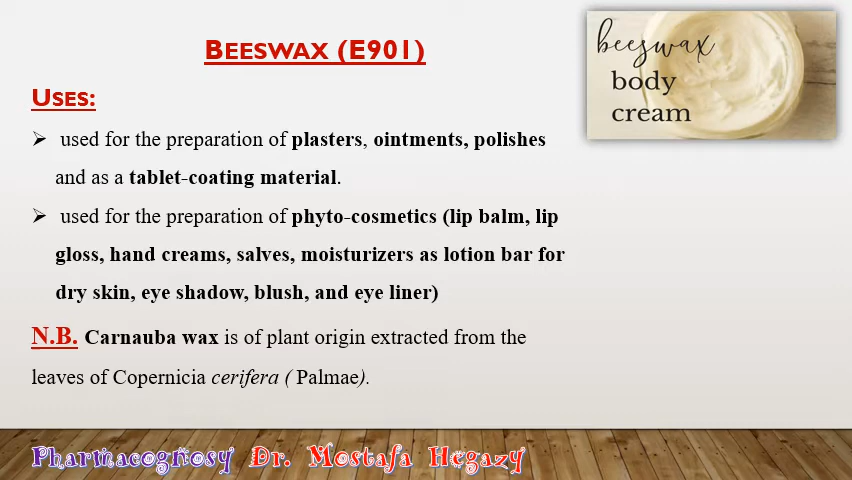 BEESWAX (E901)
beeswax
body
cream
USES:
➢ used for the preparation of plasters, ointments, polishes
and as a tablet-coating material.
➢ used for the preparation of phyto-cosmetics (lip balm, lip
gloss, hand creams, salves, moisturizers as lotion bar for
dry skin, eye shadow, blush, and eye liner)
N.B. Carnauba wax is of plant origin extracted from the
leaves of Copernicia cerifera ( Palmae).
Pharmacognosy Dr. Mostafa Hegazy